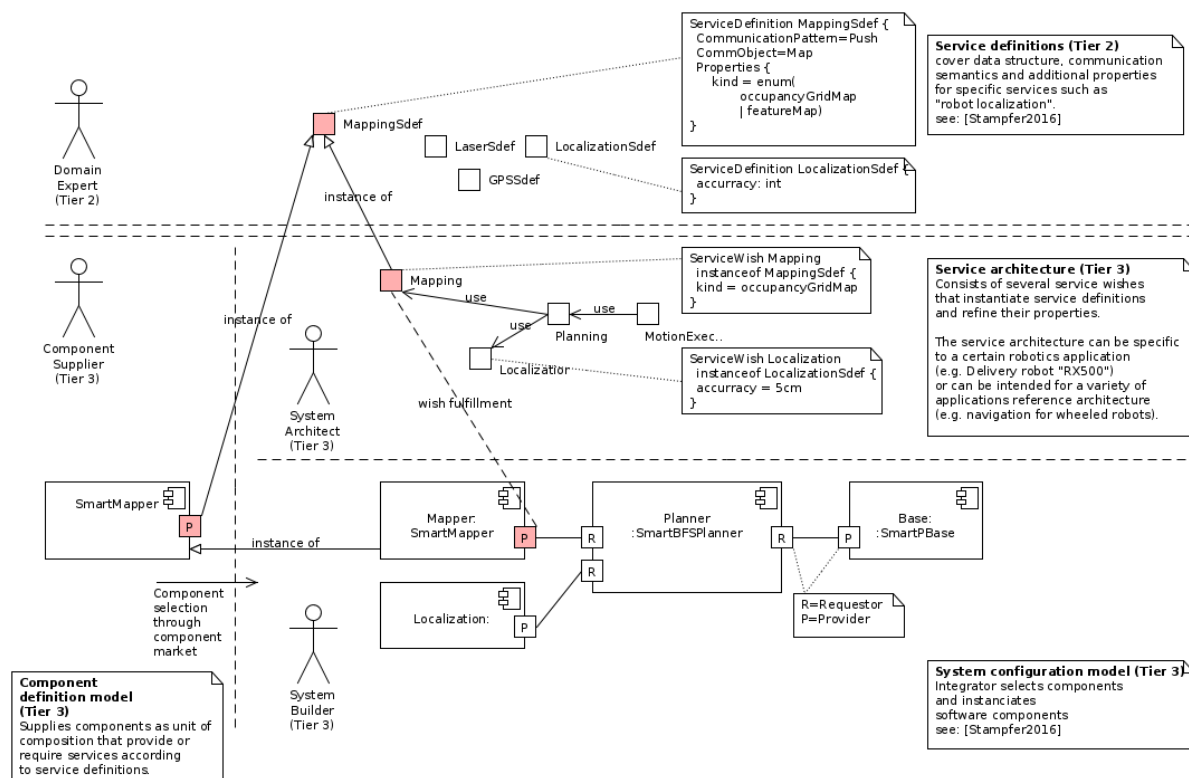 ServiceDefinition MappingSdef {
CommunicationPattern=Push
CommObject=Map
Properties {
kind = enum(
occupancyGridMap
| featureMap)
}
Service definitions (Tier 2)
cover data structure, communication
semantics and additional properties
for specific services such as
"robot localization".
see: [Stampfer2016]
MappingSdef
LaserSdef
LocalizationSdef
GPSSdef
ServiceDefinition LocalizationSdef {
accurracy: int
}
Domain
Expert
(Tier 2)
instance of
ServiceWish Mapping
instanceof MappingSdef {
kind = occupancyGridMap
}
Service architecture (Tier 3)
Consists of several service wishes
that instantiate service definitions
and refine their properties.
The service architecture can be specific
to a certain robotics application
(e.g. Delivery robot "RX500")
or can be intended for a variety of
applications reference architecture
(e.g. navigation for wheeled robots).
Mapping
use
use
use
Planning
MotionExec..
Localization
instance of
Component
Supplier
(Tier 3)
ServiceWish Localization
instanceof LocalizationSdef {
accurracy = 5cm
}
wish fulfillment
System
Architect
(Tier 3)
SmartMapper
P
Mapper:
SmartMapper
P
R
R
Planner
:SmartBFSPlanner
R
P
Base:
:SmartPBase
instance of
Component
selection
through
component
market
Localization:
P
R=Requestor
P=Provider
System
Builder
(Tier 3)
Component
definition model
(Tier 3)
Supplies components as unit of
composition that provide or
require services according
to service definitions.
System configuration model (Tier 3)
Integrator selects components
and instanciates
software components
see: [Stampfer2016]